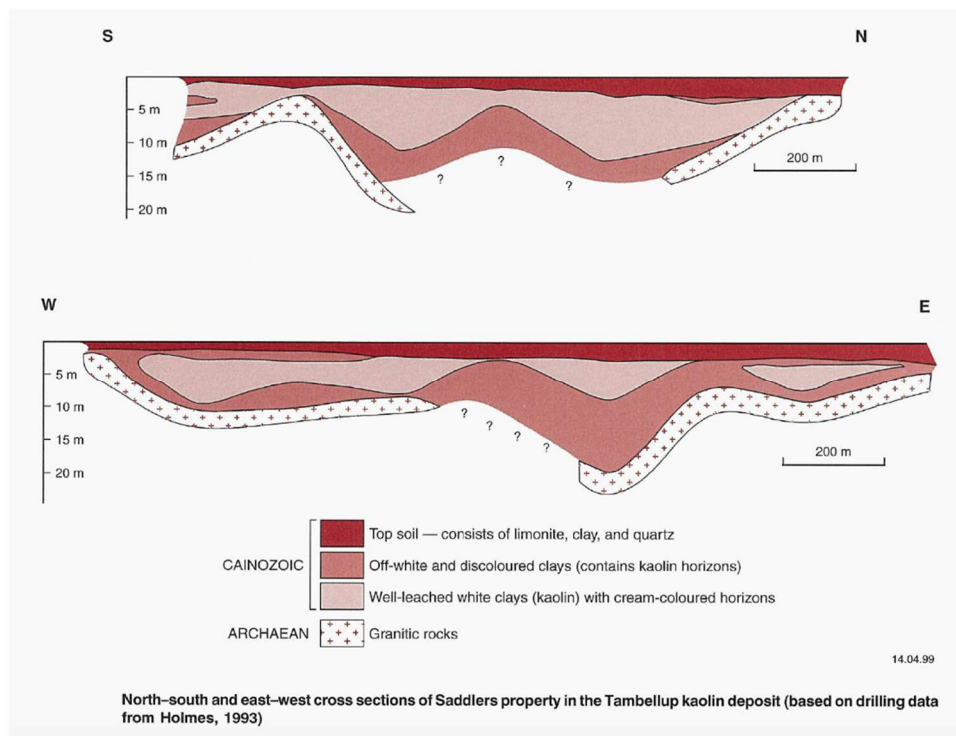 S N
5 m
10 m
15 m
20 m
? ? ?
200 m
W E
5 m
10 m
15 m
20 m
? ? ? ?
200 m
CAINOZOIC
Top soil — consists of limonite, clay, and quartz
Off-white and discoloured clays (contains kaolin horizons)
Well-leached white clays (kaolin) with cream-coloured horizons
ARCHAEAN
Granitic rocks
14.04.99
North–south and east–west cross sections of Saddlers property in the Tambellup kaolin deposit (based on drilling data
from Holmes, 1993)